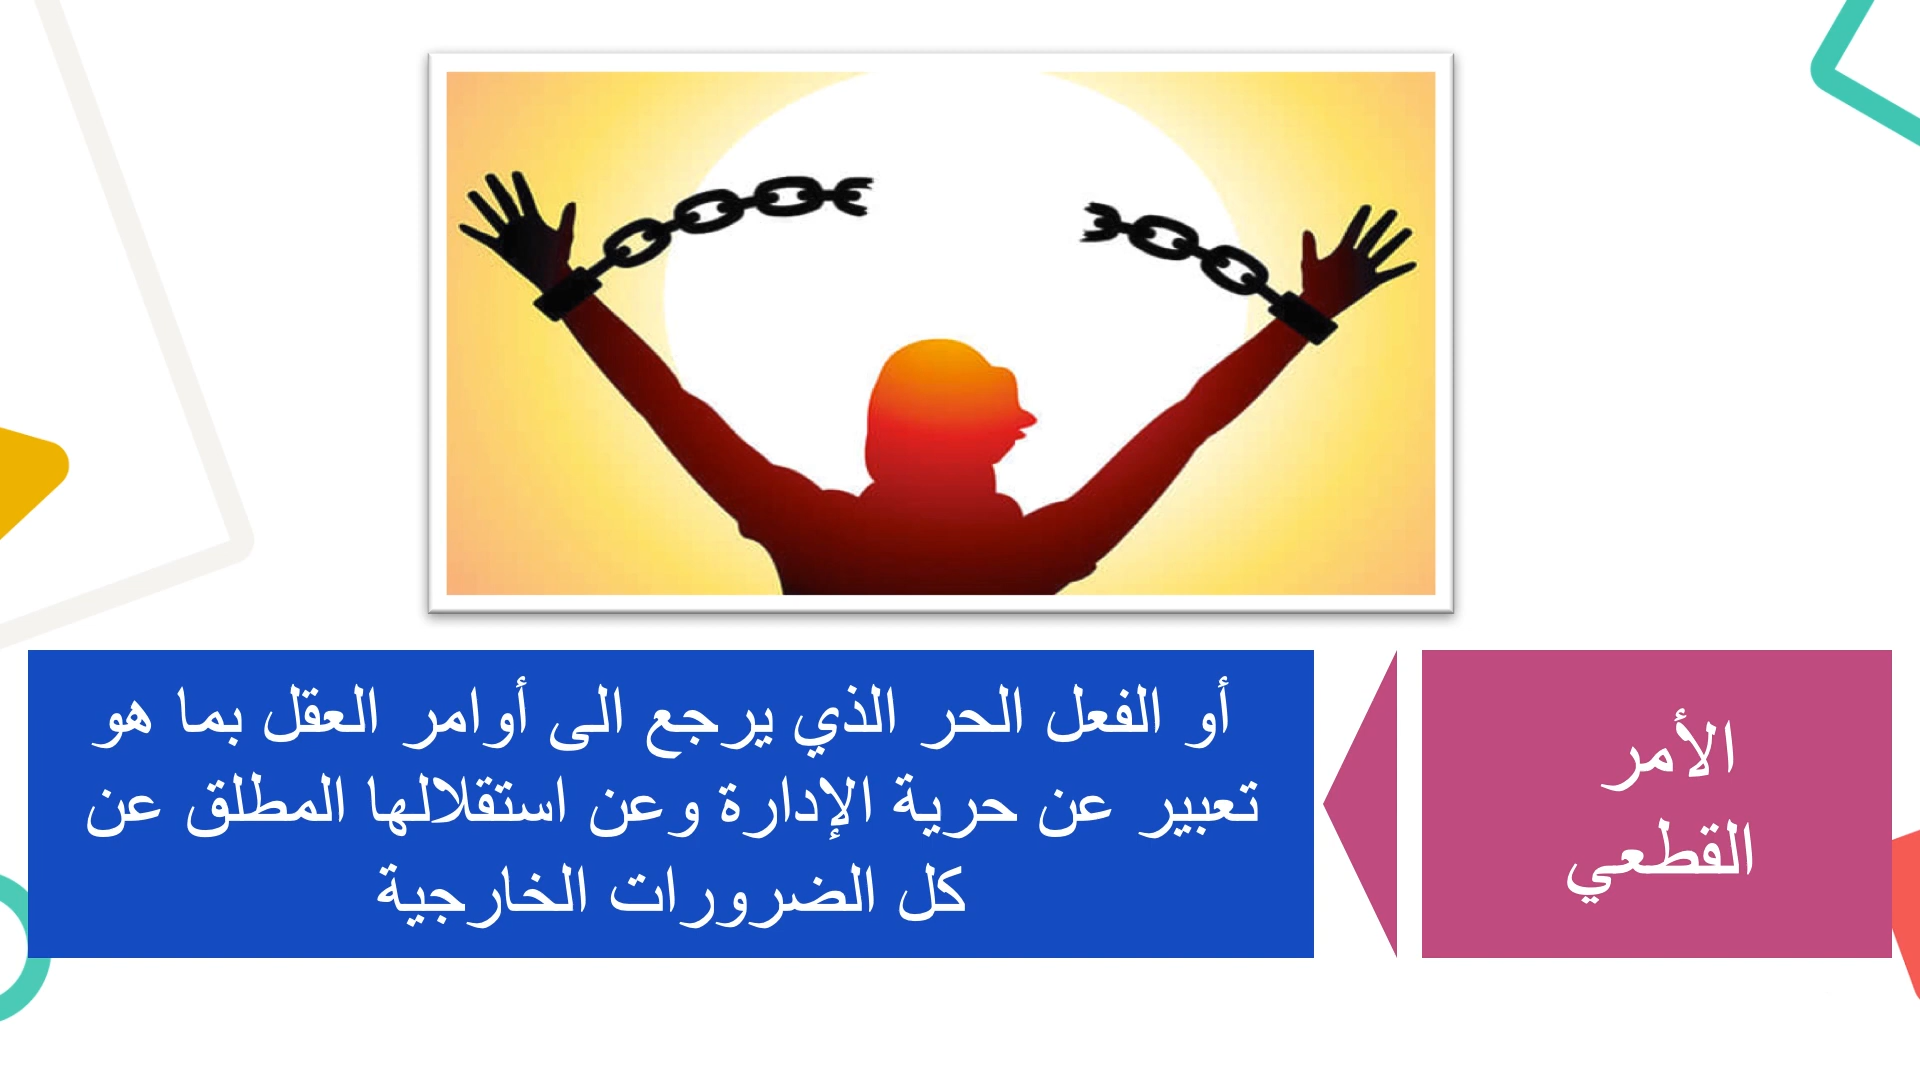 الأمر
القطعي
أو الفعل الحر الذي يرجع الى أوامر العقل بما هو
تعبير عن حرية الإدارة وعن استقلالها المطلق عن
كل الضرورات الخارجية